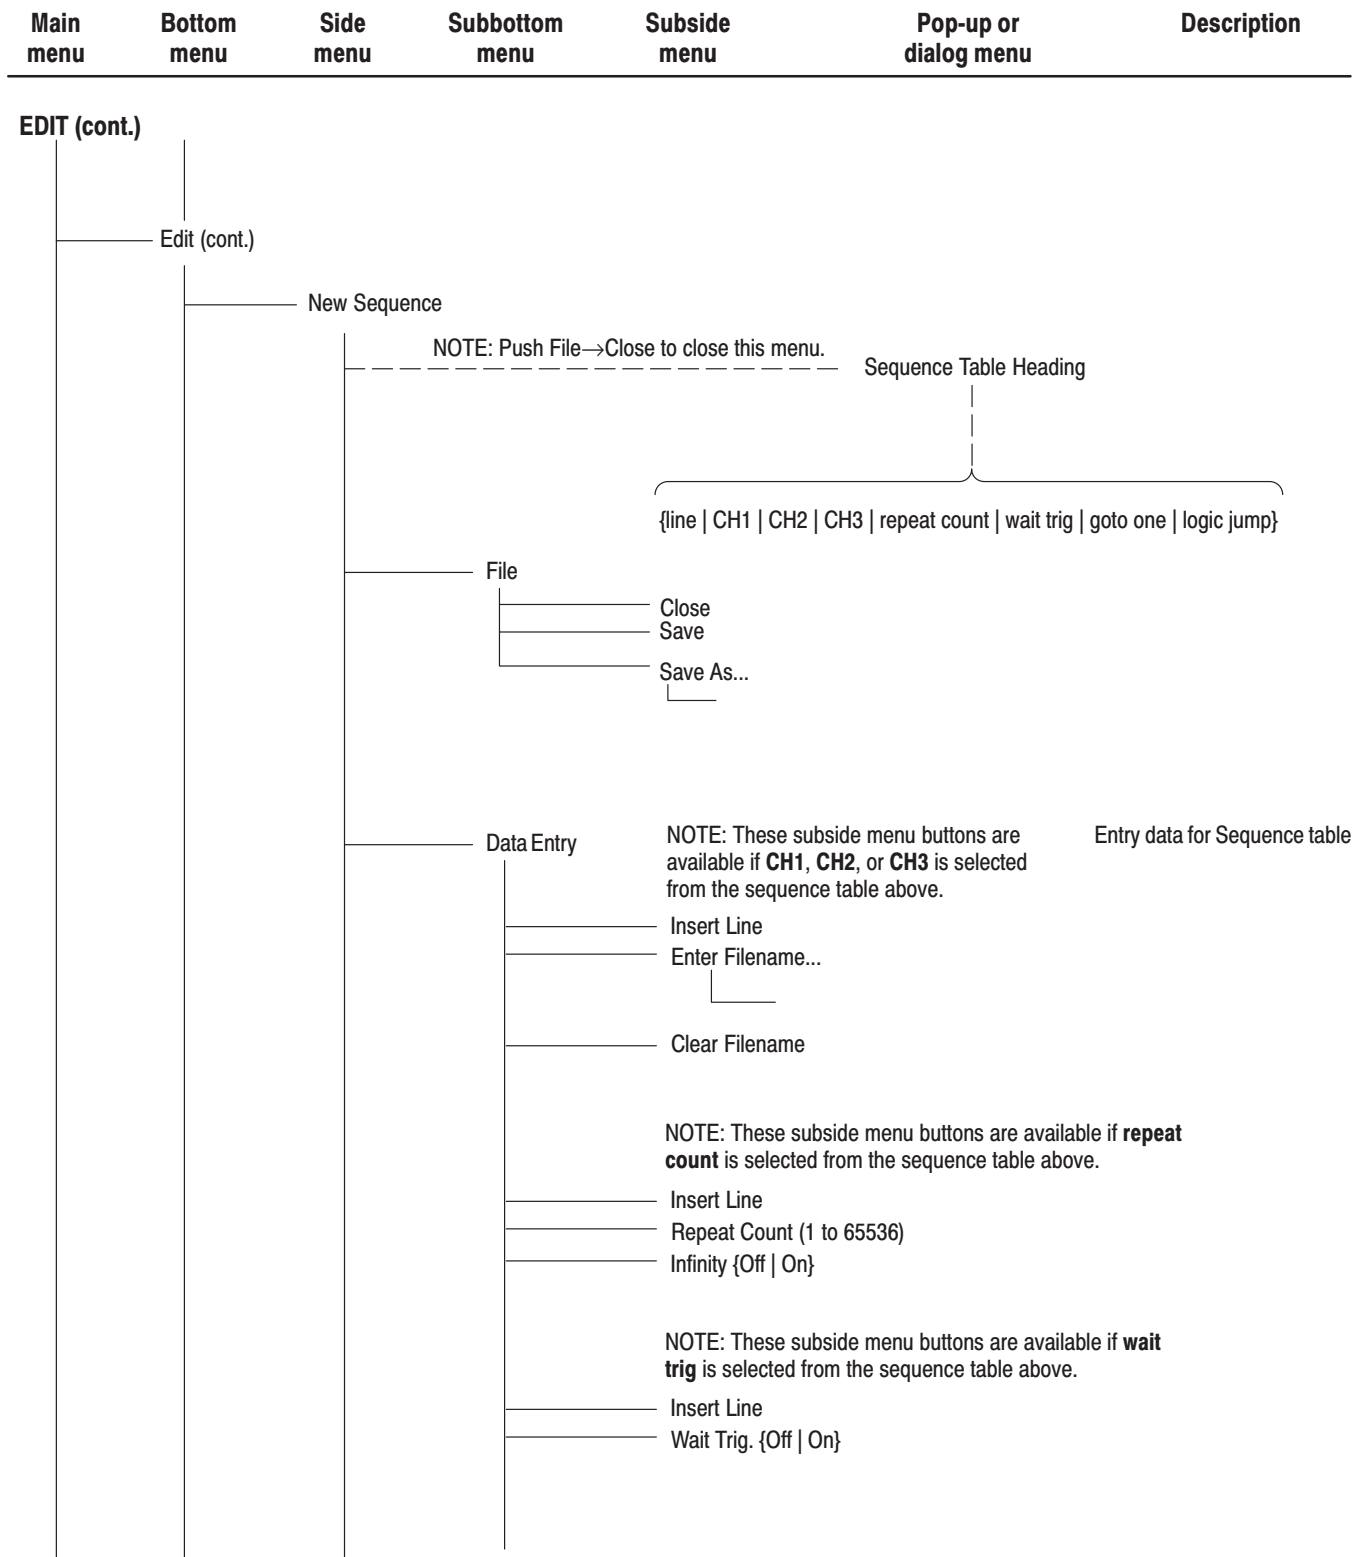 Main menu
Bottom menu
Side menu
Subbottom menu
Subside menu
Pop-up or dialog menu
Description
EDIT (cont.)
Edit (cont.)
New Sequence
NOTE: Push File→Close to close this menu.
Sequence Table Heading
{line | CH1 | CH2 | CH3 | repeat count | wait trig | goto one | logic jump}
File
Close
Save
Save As...
Data Entry
NOTE: These subside menu buttons are
available if CH1, CH2, or CH3 is selected
from the sequence table above.
Entry data for Sequence table
Insert Line
Enter Filename...
Clear Filename
NOTE: These subside menu buttons are available if repeat
count is selected from the sequence table above.
Insert Line
Repeat Count (1 to 65536)
Infinity {Off | On}
NOTE: These subside menu buttons are available if wait
trig is selected from the sequence table above.
Insert Line
Wait Trig. {Off | On}